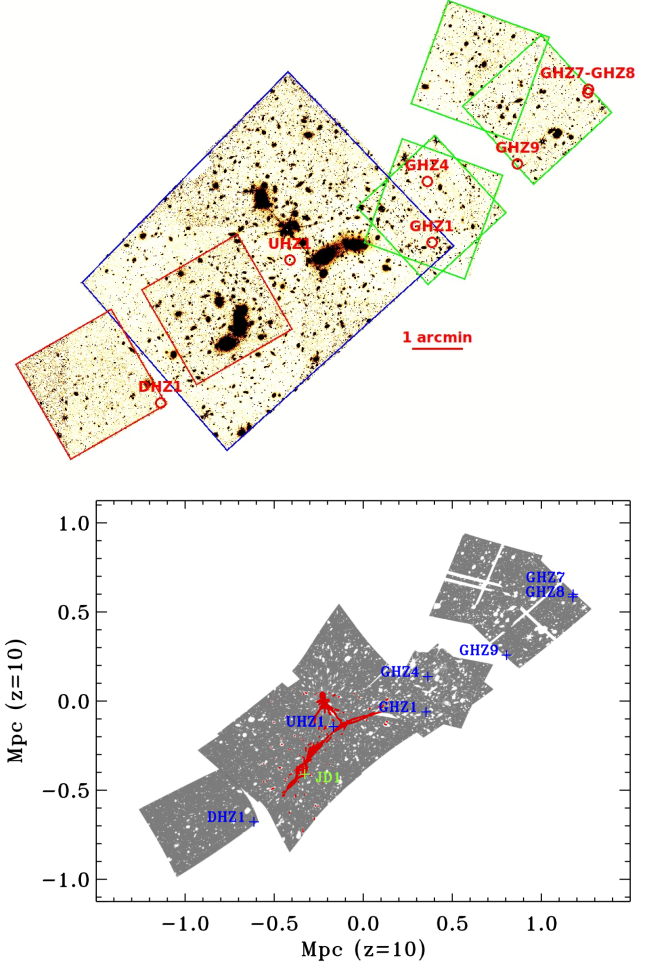 GHZ7-GHZ8
GHZ9
GHZ4
GHZ1
UHZ1
1 arcmin
DHZ1
1.0
0.5
0.0
-0.5
-1.0
Mpc (z=10)
GHZ7
GHZ8
GHZ9
GHZ4
GHZ1
UHZ1
JD1
DHZ1
-1.0 -0.5 0.0 0.5 1.0
Mpc (z=10)